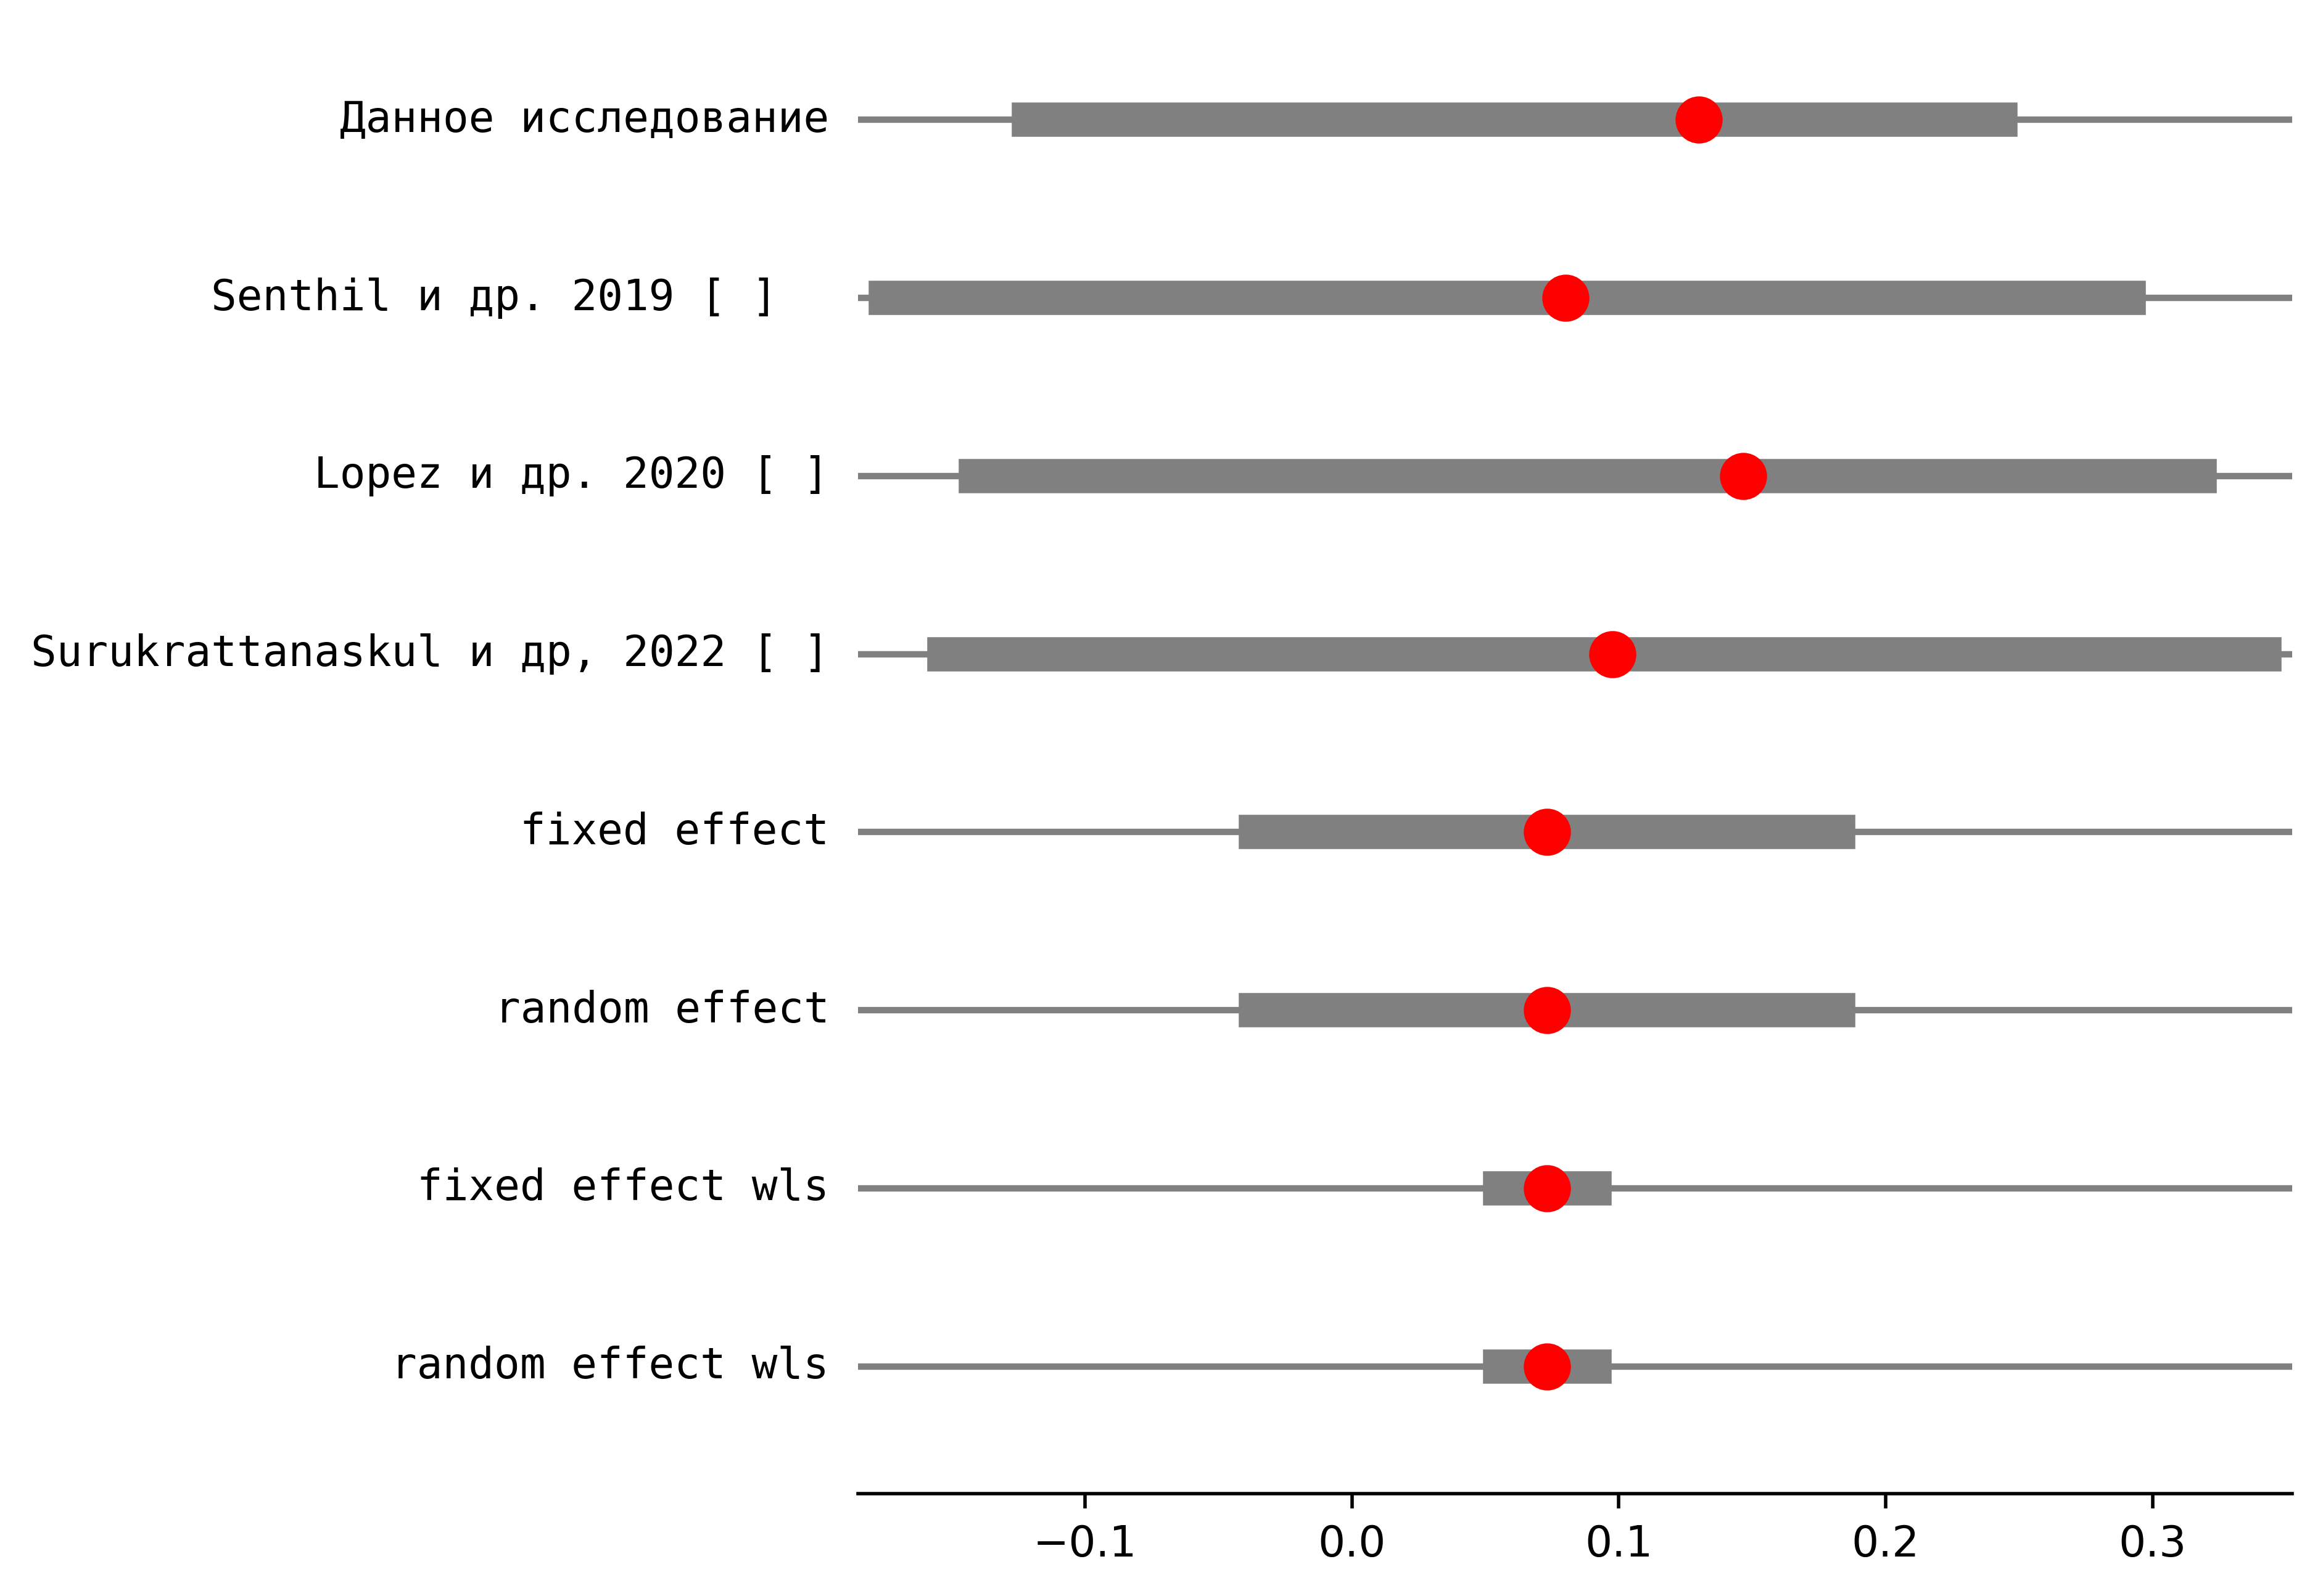 Данное исследование
Senthil и др. 2019 [ ]
Lopez и др. 2020 [ ]
Surukrattanaskul и др, 2022 [ ]
fixed effect
random effect
fixed effect wls
random effect wls
−0.1 0.0 0.1 0.2 0.3